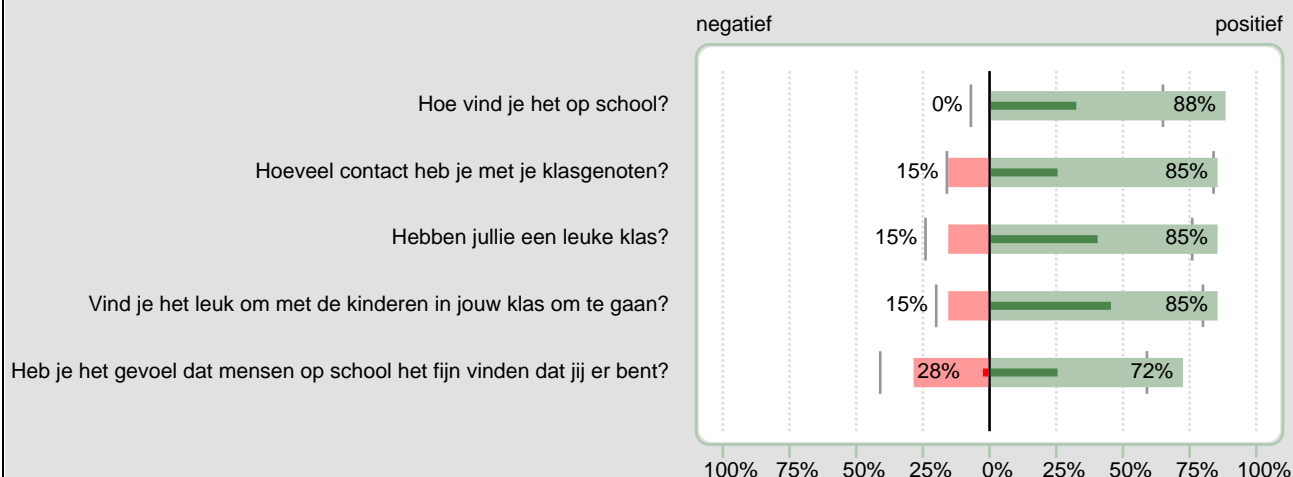 negatief positief
Hoe vind je het op school? 0% 88%
Hoeveel contact heb je met je klasgenoten? 15% 85%
Hebben jullie een leuke klas? 15% 85%
Vind je het leuk om met de kinderen in jouw klas om te gaan? 15% 85%
Heb je het gevoel dat mensen op school het fijn vinden dat jij er bent? 28% 72%
100% 75% 50% 25% 0% 25% 50% 75% 100%